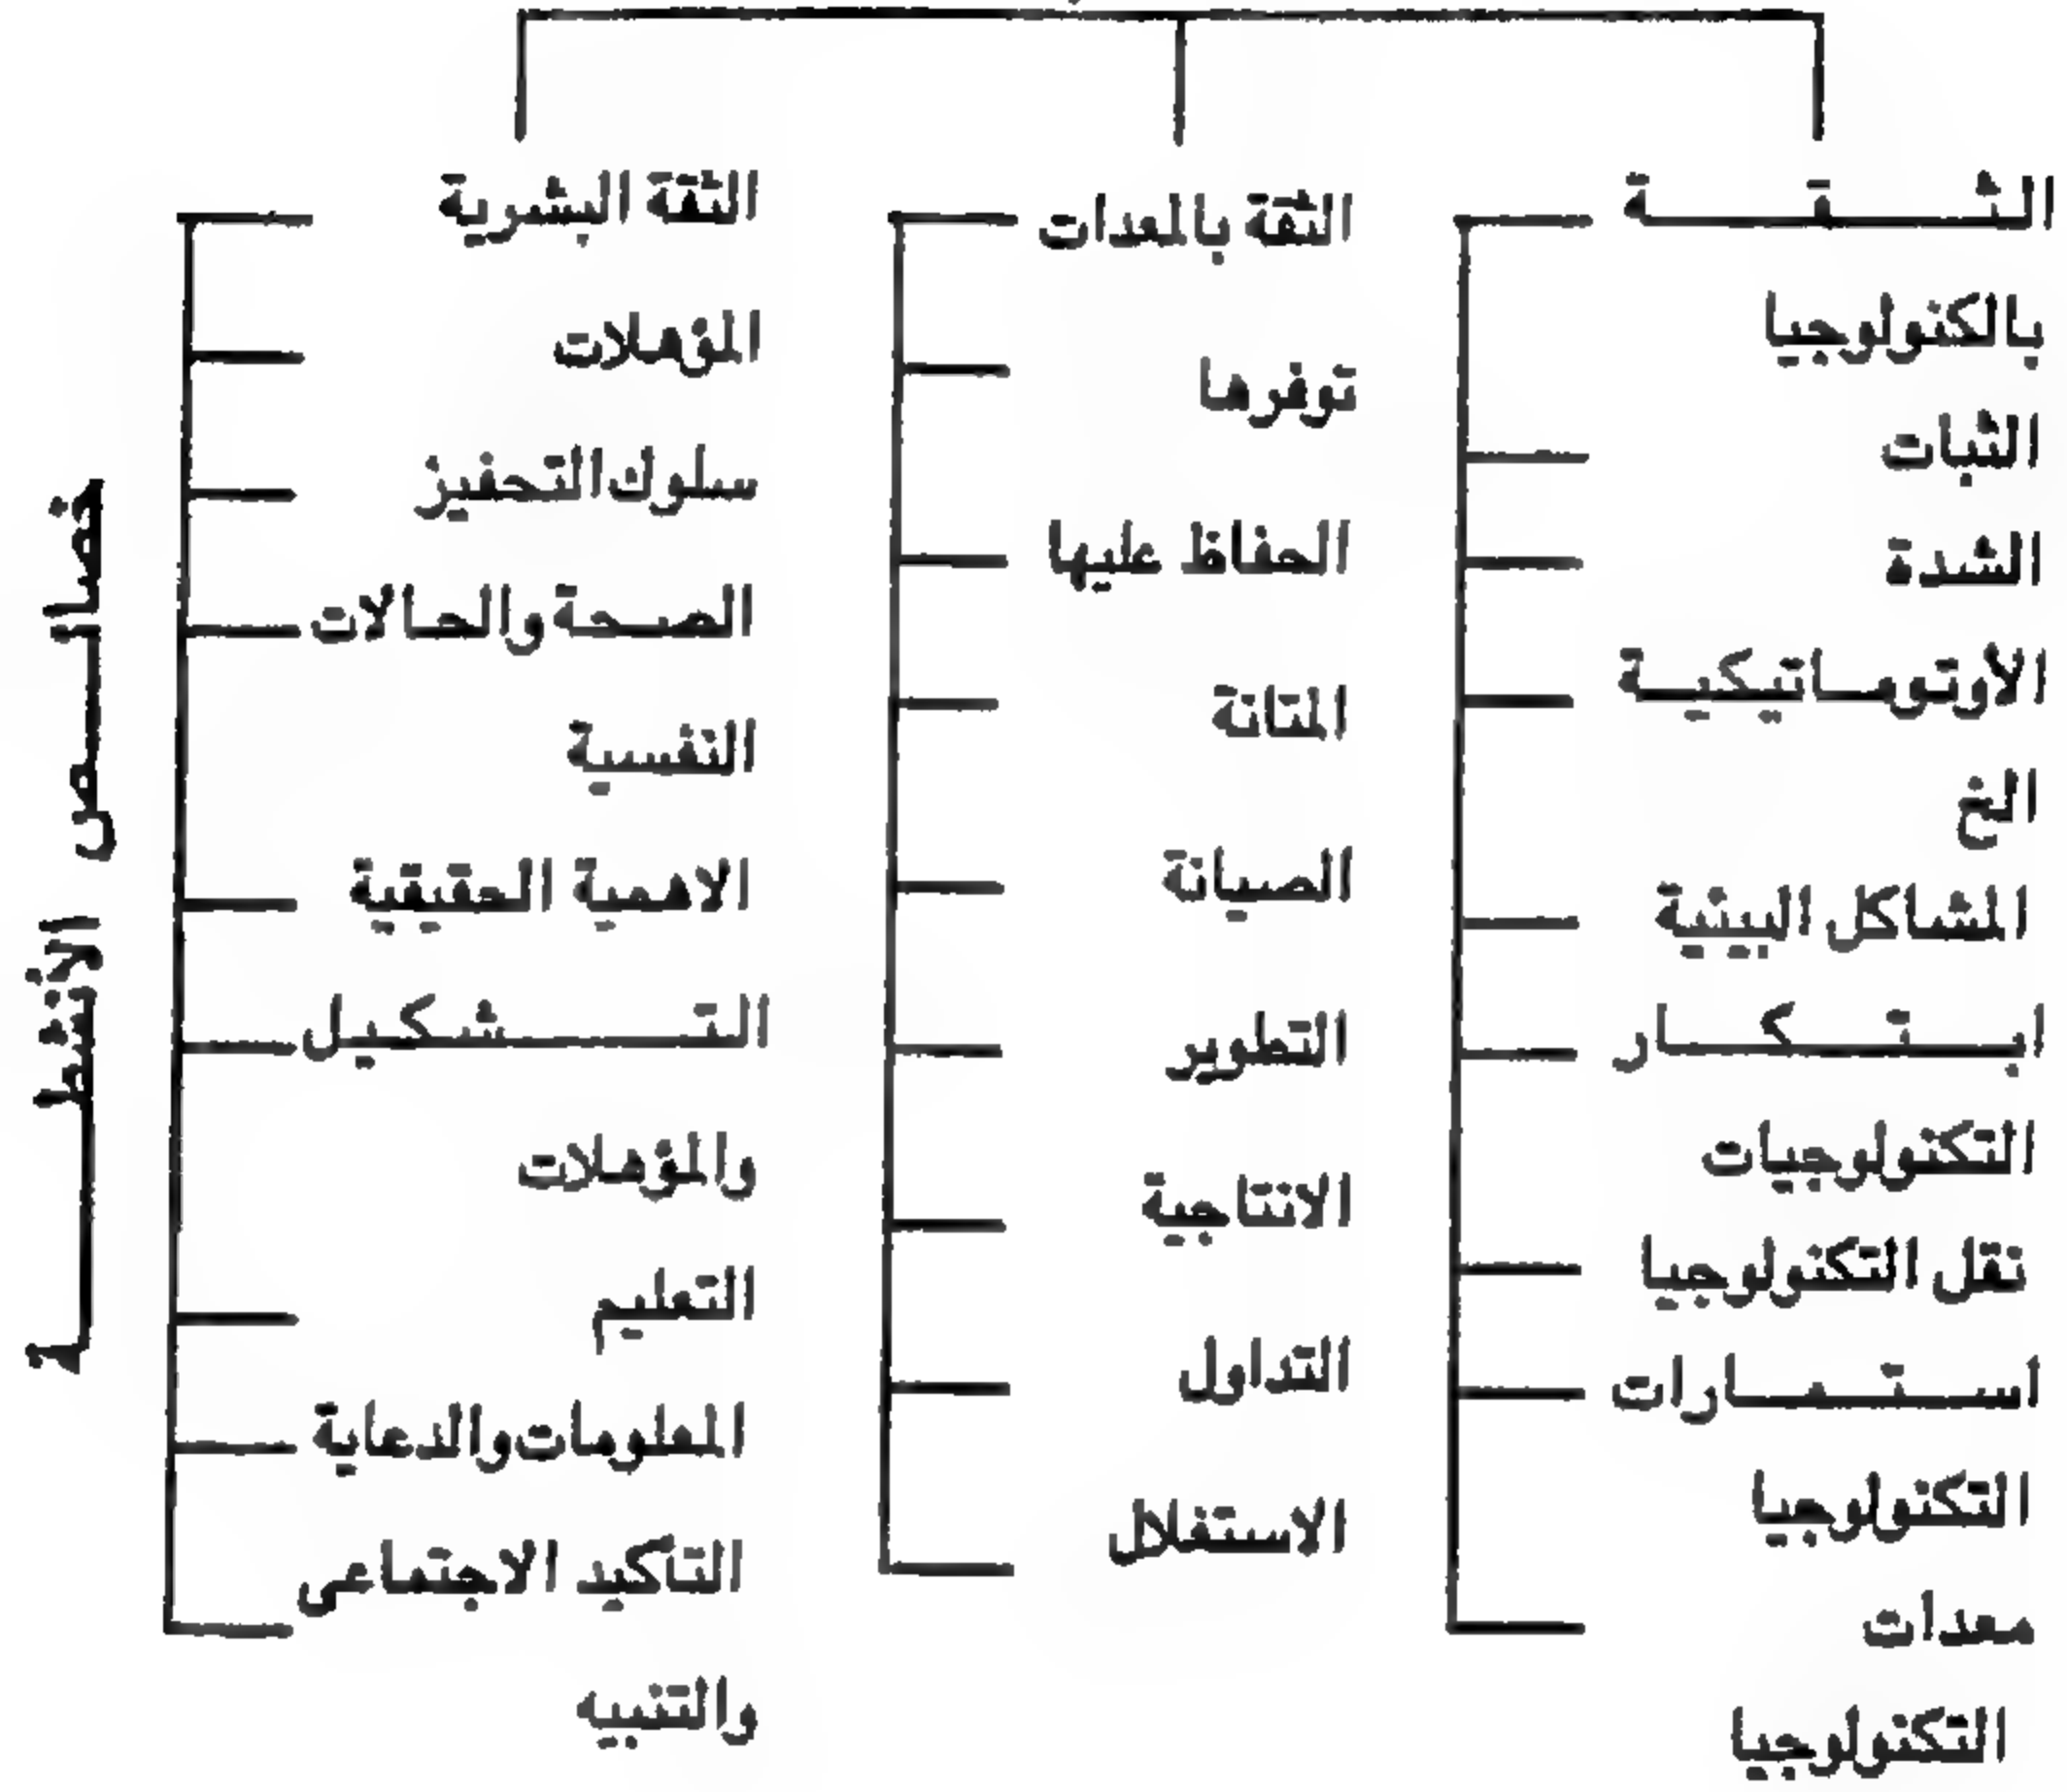 الثقة
بالكنولوجيا
الثبات
الشدة
الأوتوماتيكية
الخ
المشاكل البيئية
ابتكار
التكنولوجيات
نقل التكنولوجيا
استمارات
التكنولوجيا
معدات
التكنولوجيا
الثقة بالمعدات
توفرها
الحفاظ عليها
المتانة
الصيانة
التطوير
الانتاجية
التداول
الاستغلال
الثقة البشرية
المؤهلات
سلوك التحفيز
الصحة والحالات
النفسية
الاهمية الحقيقية
التشكيل
والمؤهلات
التعليم
المعلومات والدعاية
التأكيد الاجتماعى
والتنبيه
خصائص الأنشطة